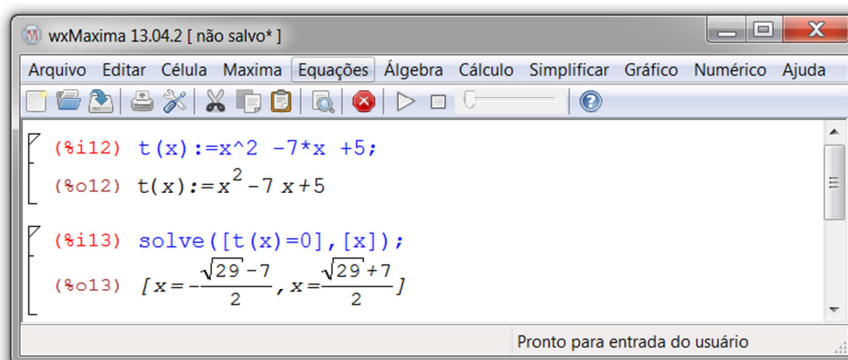 wxMaxima 13.04.2 [ não salvo* ]
Arquivo Editar Célula Maxima Equações Álgebra Cálculo Simplificar Gráfico Numérico Ajuda
(%i12) t(x):=x^2 -7*x +5;
(%o12) t(x):=x²-7 x+5
(%i13) solve([t(x)=0],[x]);
(%o13) [x=-(√29-7)/2,x=(√29+7)/2]
Pronto para entrada do usuário